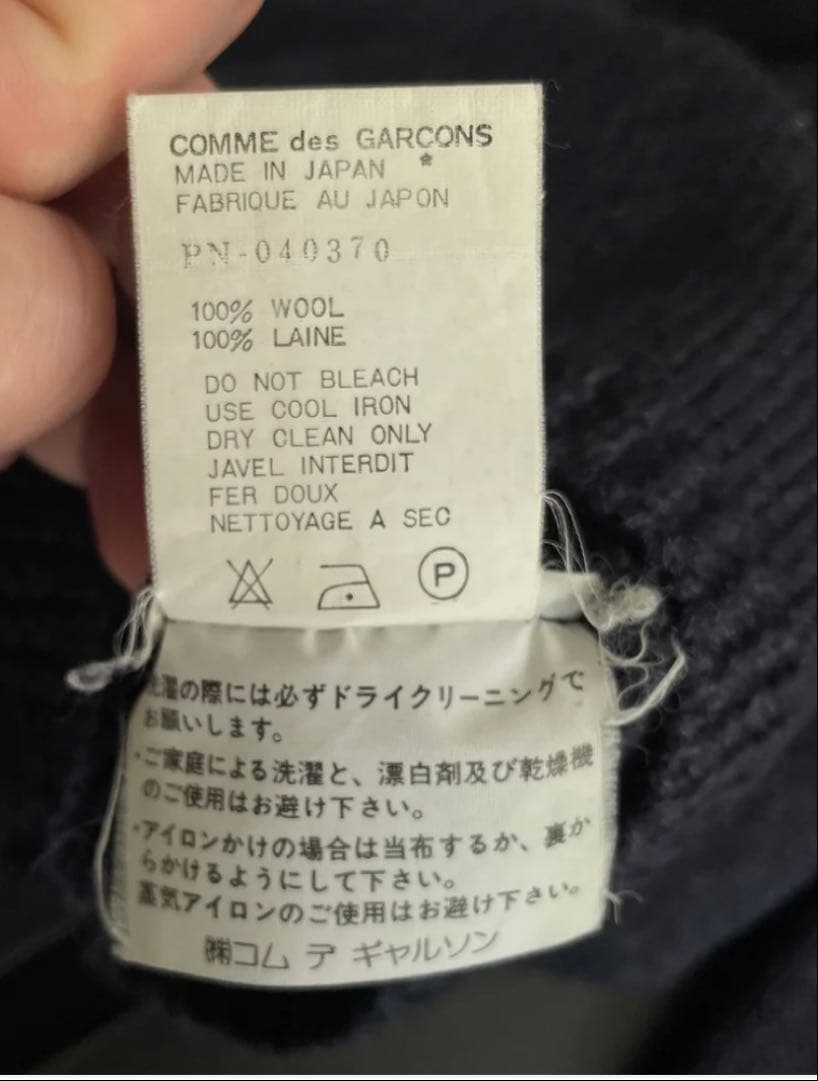 COMME des GARCONS
MADE IN JAPAN *
FABRIQUE AU JAPON
PN-040370
100% WOOL
100% LAINE
DO NOT BLEACH
USE COOL IRON
DRY CLEAN ONLY
JAVEL INTERDIT
FER DOUX
NETTOYAGE A SEC
P
洗濯の際には必ずドライクリーニングで
お願いします。
・ご家庭による洗濯と、漂白剤及び乾燥機
のご使用はお避け下さい。
・アイロンかけの場合は当布するか、裏か
らかけるようにして下さい。
蒸気アイロンのご使用はお避け下さい。
㈱コム デ ギャルソン